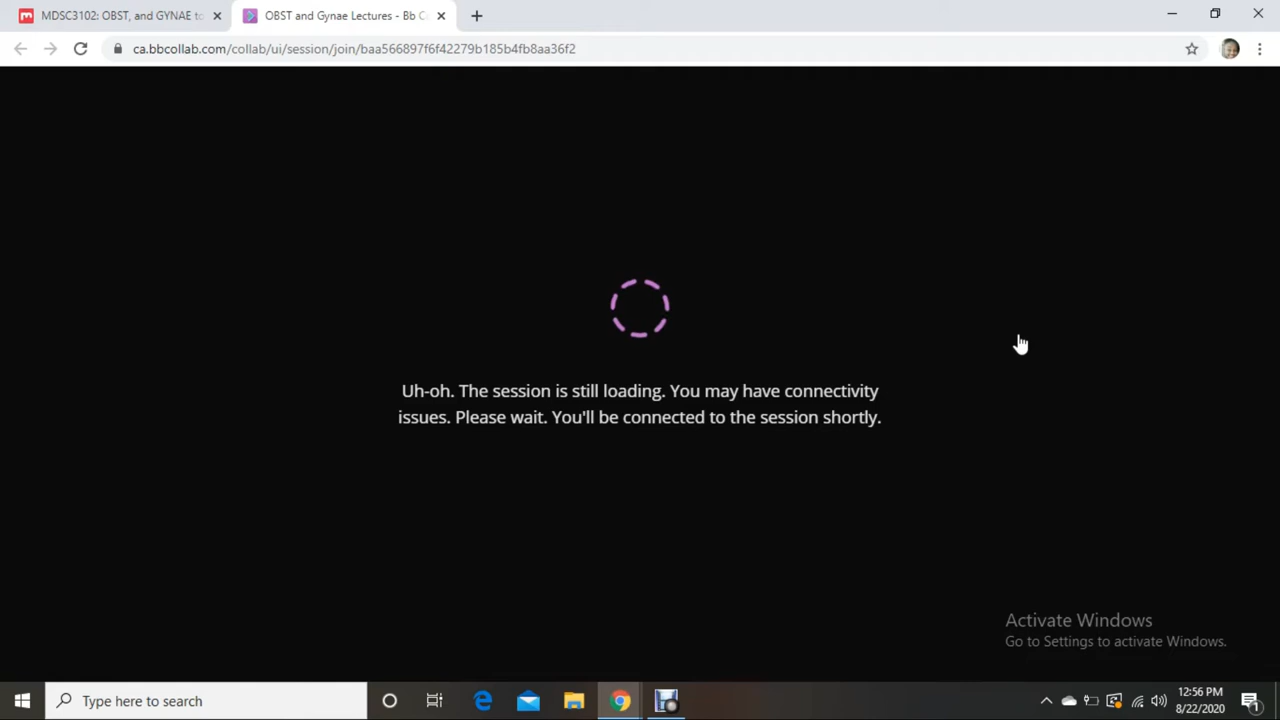 MDSC3102: OBST, and GYNAE to
OBST and Gynae Lectures - Bb C
ca.bbcollab.com/collab/ui/session/join/baa566897f6f42279b185b4fb8aa36f2
Uh-oh. The session is still loading. You may have connectivity
issues. Please wait. You'll be connected to the session shortly.
Activate Windows
Go to Settings to activate Windows.
Type here to search
12:56 PM
8/22/2020
1